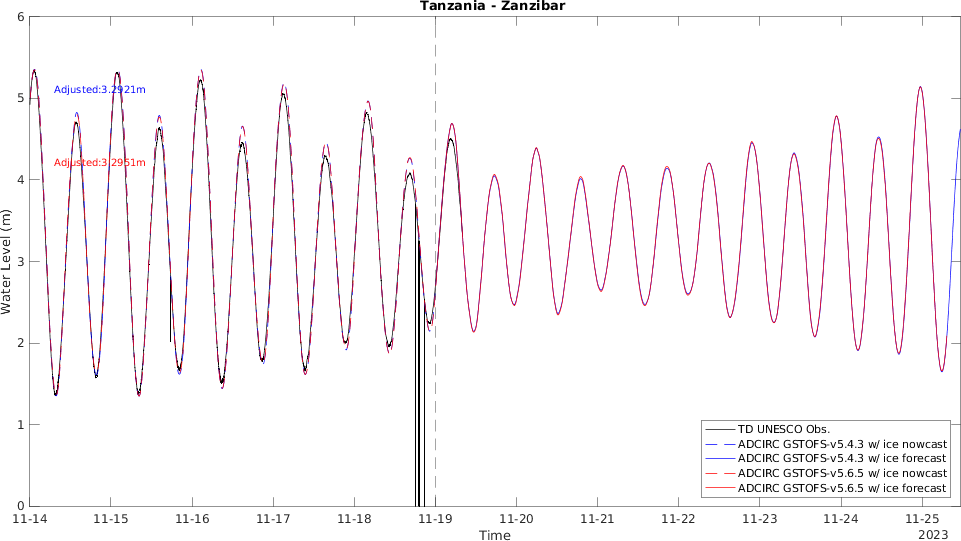 Tanzania - Zanzibar
6
5
4
3
2
1
0
Water Level (m)
Adjusted:3.2921m
Adjusted:3.2951m
TD UNESCO Obs.
ADCIRC GSTOFS-v5.4.3 w/ ice nowcast
ADCIRC GSTOFS-v5.4.3 w/ ice forecast
ADCIRC GSTOFS-v5.6.5 w/ ice nowcast
ADCIRC GSTOFS-v5.6.5 w/ ice forecast
11-14 11-15 11-16 11-17 11-18 11-19 11-20 11-21 11-22 11-23 11-24 11-25
Time
2023